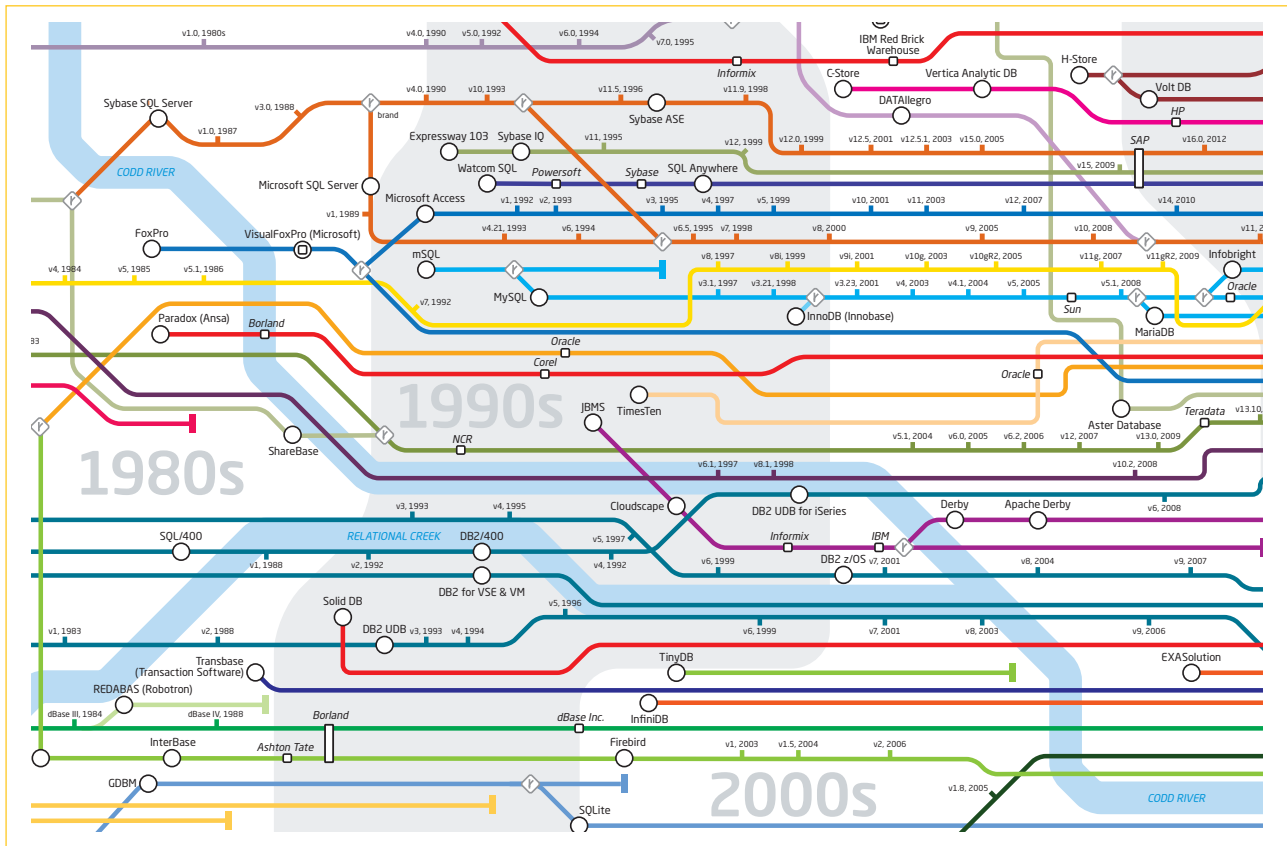 v1.0, 1980s
v4.0, 1990
v5.0, 1992
v6.0, 1994
v7.0, 1995
Informix
IBM Red Brick
Warehouse
C-Store
Vertica Analytic DB
H-Store
Volt DB
DATAllegro
HP
Sybase SQL Server
v3.0, 1988
v1.0, 1987
v4.0, 1990
brand
v10, 1993
v11.5, 1996
v11.9, 1998
Sybase ASE
v12.0, 1999
v12.5, 2001
v12.5.1, 2003
v15.0, 2005
SAP
v16.0, 2012
Expressway 103
Sybase IQ
v11, 1995
v12, 1999
v15, 2009
CODD RIVER
Watcom SQL
Powersoft
Sybase
SQL Anywhere
Microsoft SQL Server
Microsoft Access
v1, 1992
v2, 1993
v3, 1995
v4, 1997
v5, 1999
v10, 2001
v11, 2003
v12, 2007
v14, 2010
v1, 1989
FoxPro
VisualFoxPro (Microsoft)
v4.21, 1993
v6, 1994
v6.5, 1995
v7, 1998
v8, 2000
v9, 2005
v10, 2008
v11, 2
mSQL
v8, 1997
v8i, 1999
v9i, 2001
v10g, 2003
v10gR2, 2005
v11g, 2007
v11gR2, 2009
Infobright
v4, 1984
v5, 1985
v5.1, 1986
v7, 1992
MySQL
v3.1, 1997
v3.21, 1998
v3.23, 2001
v4, 2003
v4.1, 2004
v5, 2005
v5.1, 2008
Oracle
Sun
InnoDB (Innobase)
MariaDB
Paradox (Ansa)
Borland
83
Oracle
Corel
Oracle
1990s
TimesTen
JBMS
Aster Database
Teradata
ShareBase
NCR
v5.1, 2004
v6.0, 2005
v6.2, 2006
v12, 2007
v13.0, 2009
v13.10,
1980s
v6.1, 1997
v8.1, 1998
v10.2, 2008
Cloudscape
DB2 UDB for iSeries
Derby
Apache Derby
v6, 2008
v3, 1993
v4, 1995
SQL/400
RELATIONAL CREEK
DB2/400
v5, 1997
Informix
IBM
v1, 1988
v2, 1992
v4, 1992
v6, 1999
DB2 z/OS
v7, 2001
v8, 2004
v9, 2007
DB2 for VSE & VM
Solid DB
v5, 1996
v1, 1983
v2, 1988
DB2 UDB
v3, 1993
v4, 1994
v6, 1999
v7, 2001
v8, 2003
v9, 2006
Transbase
(Transaction Software)
TinyDB
EXASolution
REDABAS (Robotron)
InfiniDB
dBase III, 1984
dBase IV, 1988
Borland
dBase Inc.
InterBase
Ashton Tate
Firebird
v1, 2003
v1.5, 2004
v2, 2006
GDBM
2000s
v1.8, 2005
CODD RIVER
SQLite